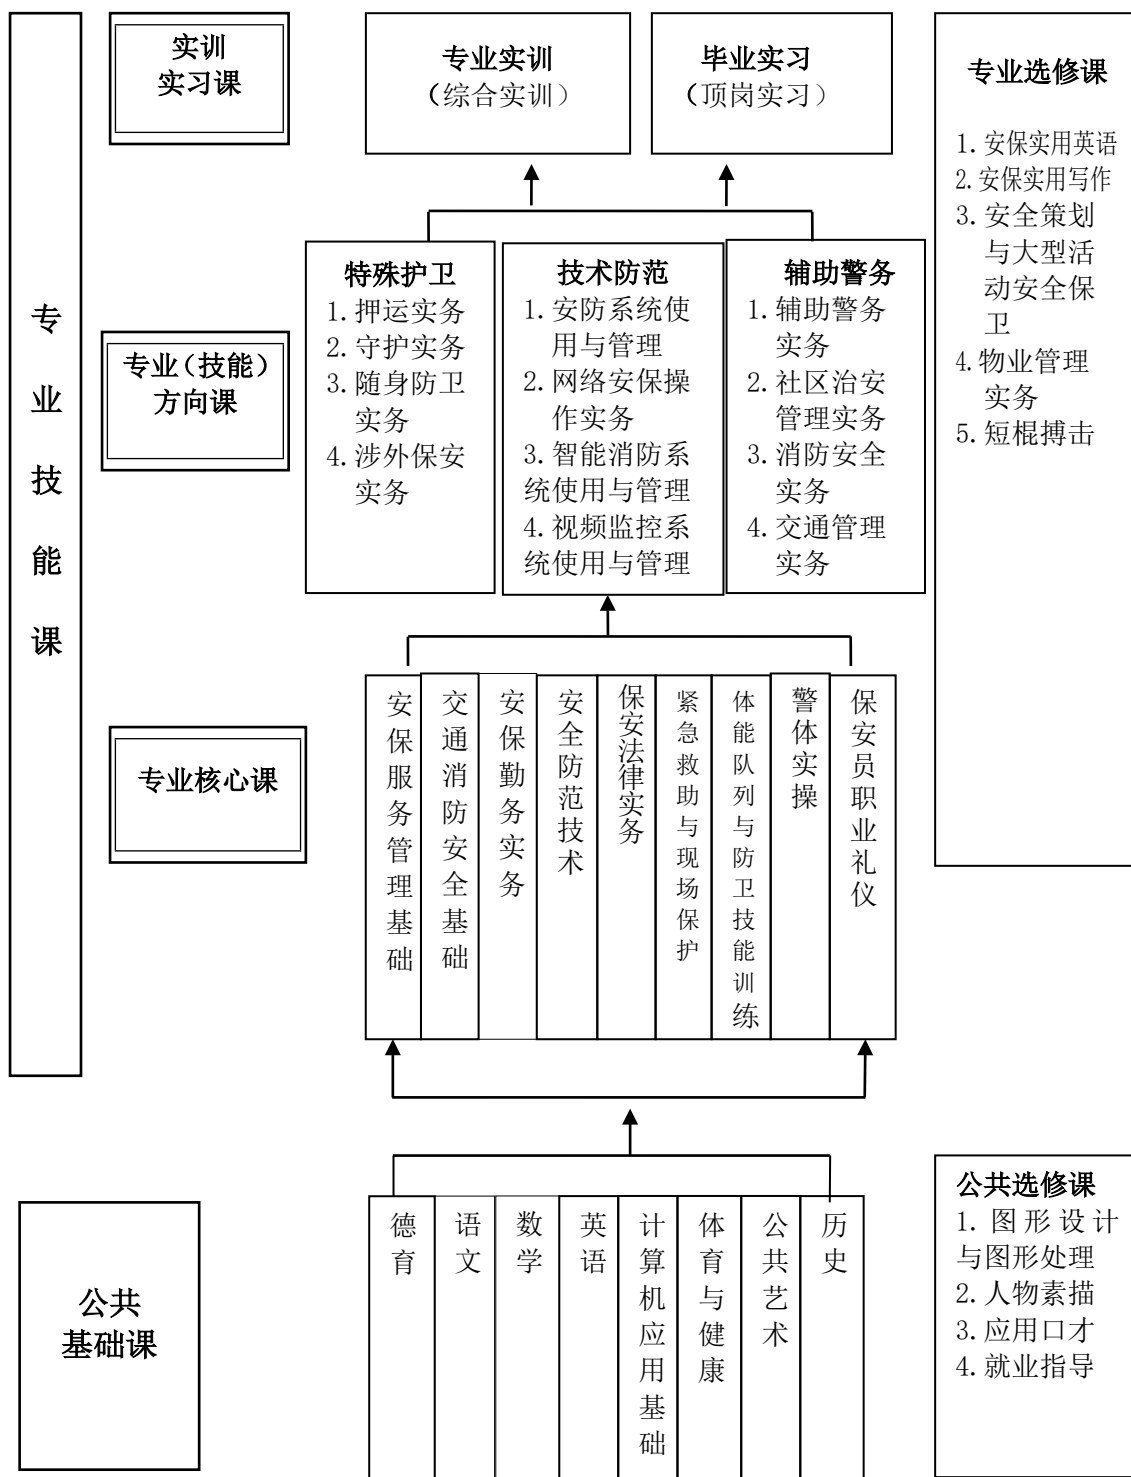 实训
实习课
专业实训
（综合实训）
毕业实习
（顶岗实习）
专业选修课
1.安保实用英语
2.安保实用写作
3.安全策划
与大型活
动安全保
卫
4.物业管理
实务
5.短棍搏击
专业技能课
专业（技能）
方向课
特殊护卫
1.押运实务
2.守护实务
3.随身防卫
实务
4.涉外保安
实务
技术防范
1.安防系统使
用与管理
2.网络安保操
作实务
3.智能消防系
统使用与管理
4.视频监控系
统使用与管理
辅助警务
1.辅助警务
实务
2.社区治安
管理实务
3.消防安全
实务
4.交通管理
实务
专业核心课
安保服务管理基础
交通消防安全基础
安保勤务实务
安全防范技术
保安法律实务
紧急救助与现场保护
体能队列与防卫技能训练
警体实操
保安员职业礼仪
公共
基础课
德育
语文
数学
英语
计算机应用基础
体育与健康
公共艺术
历史
公共选修课
1.图形设计
与图形处理
2.人物素描
3.应用口才
4.就业指导